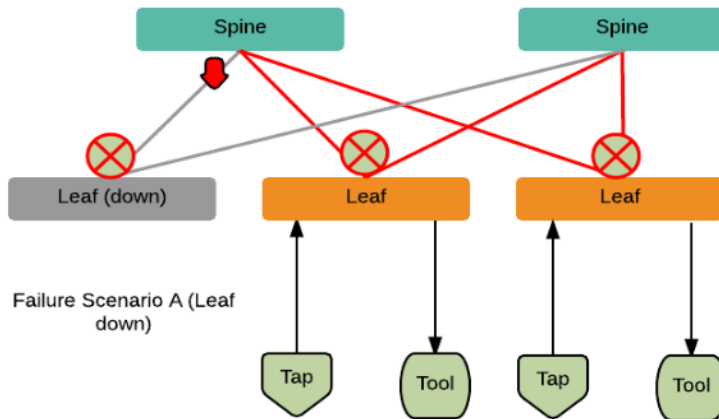 Spine
Spine
Leaf (down)
Leaf
Leaf
Failure Scenario A (Leaf
down)
Tap
Tool
Tap
Tool